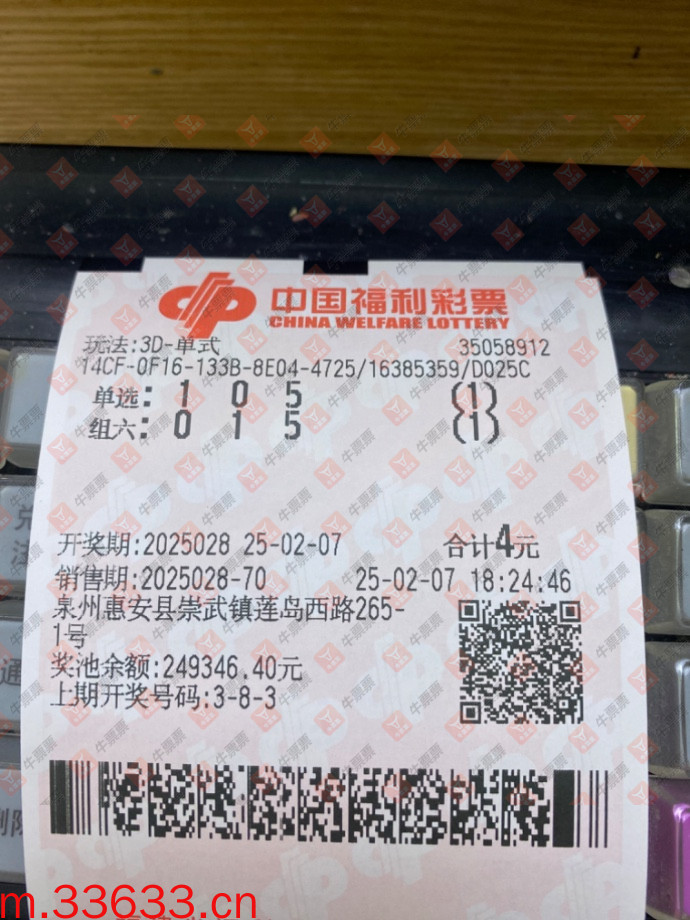 中国福利彩票
CHINA WELFARE LOTTERY
玩法:3D-单式 35058912
14CF-0F16-133B-8E04-4725/16385359/D025C
单选: 1 0 5 (1)
组六: 0 1 5 (1)
开奖期:2025028 25-02-07 合计4元
销售期:2025028-70 25-02-07 18:24:46
泉州惠安县崇武镇莲岛西路265-
1号
奖池余额:249346.40元
上期开奖号码:3-8-3
m.33633.cn
牛票票